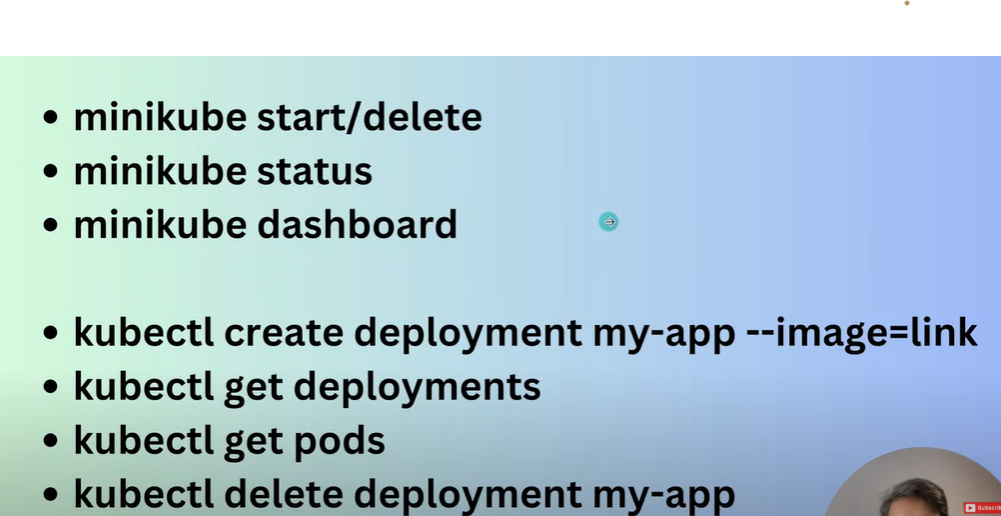 minikube start/delete
minikube status
minikube dashboard
kubectl create deployment my-app --image=link
kubectl get deployments
kubectl get pods
kubectl delete deployment my-app